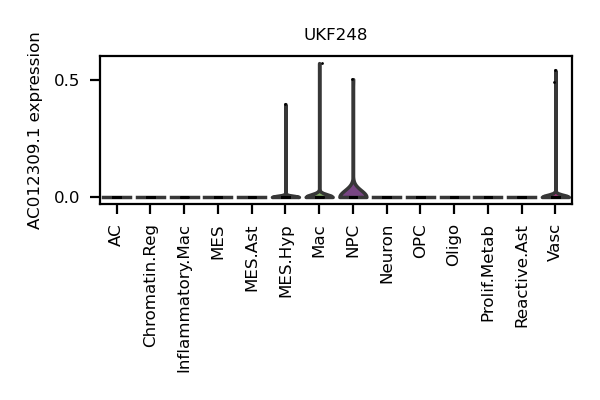 UKF248
AC012309.1 expression
0.5
0.0
AC
Chromatin.Reg
Inflammatory.Mac
MES
MES.Ast
MES.Hyp
Mac
NPC
Neuron
OPC
Oligo
Prolif.Metab
Reactive.Ast
Vasc